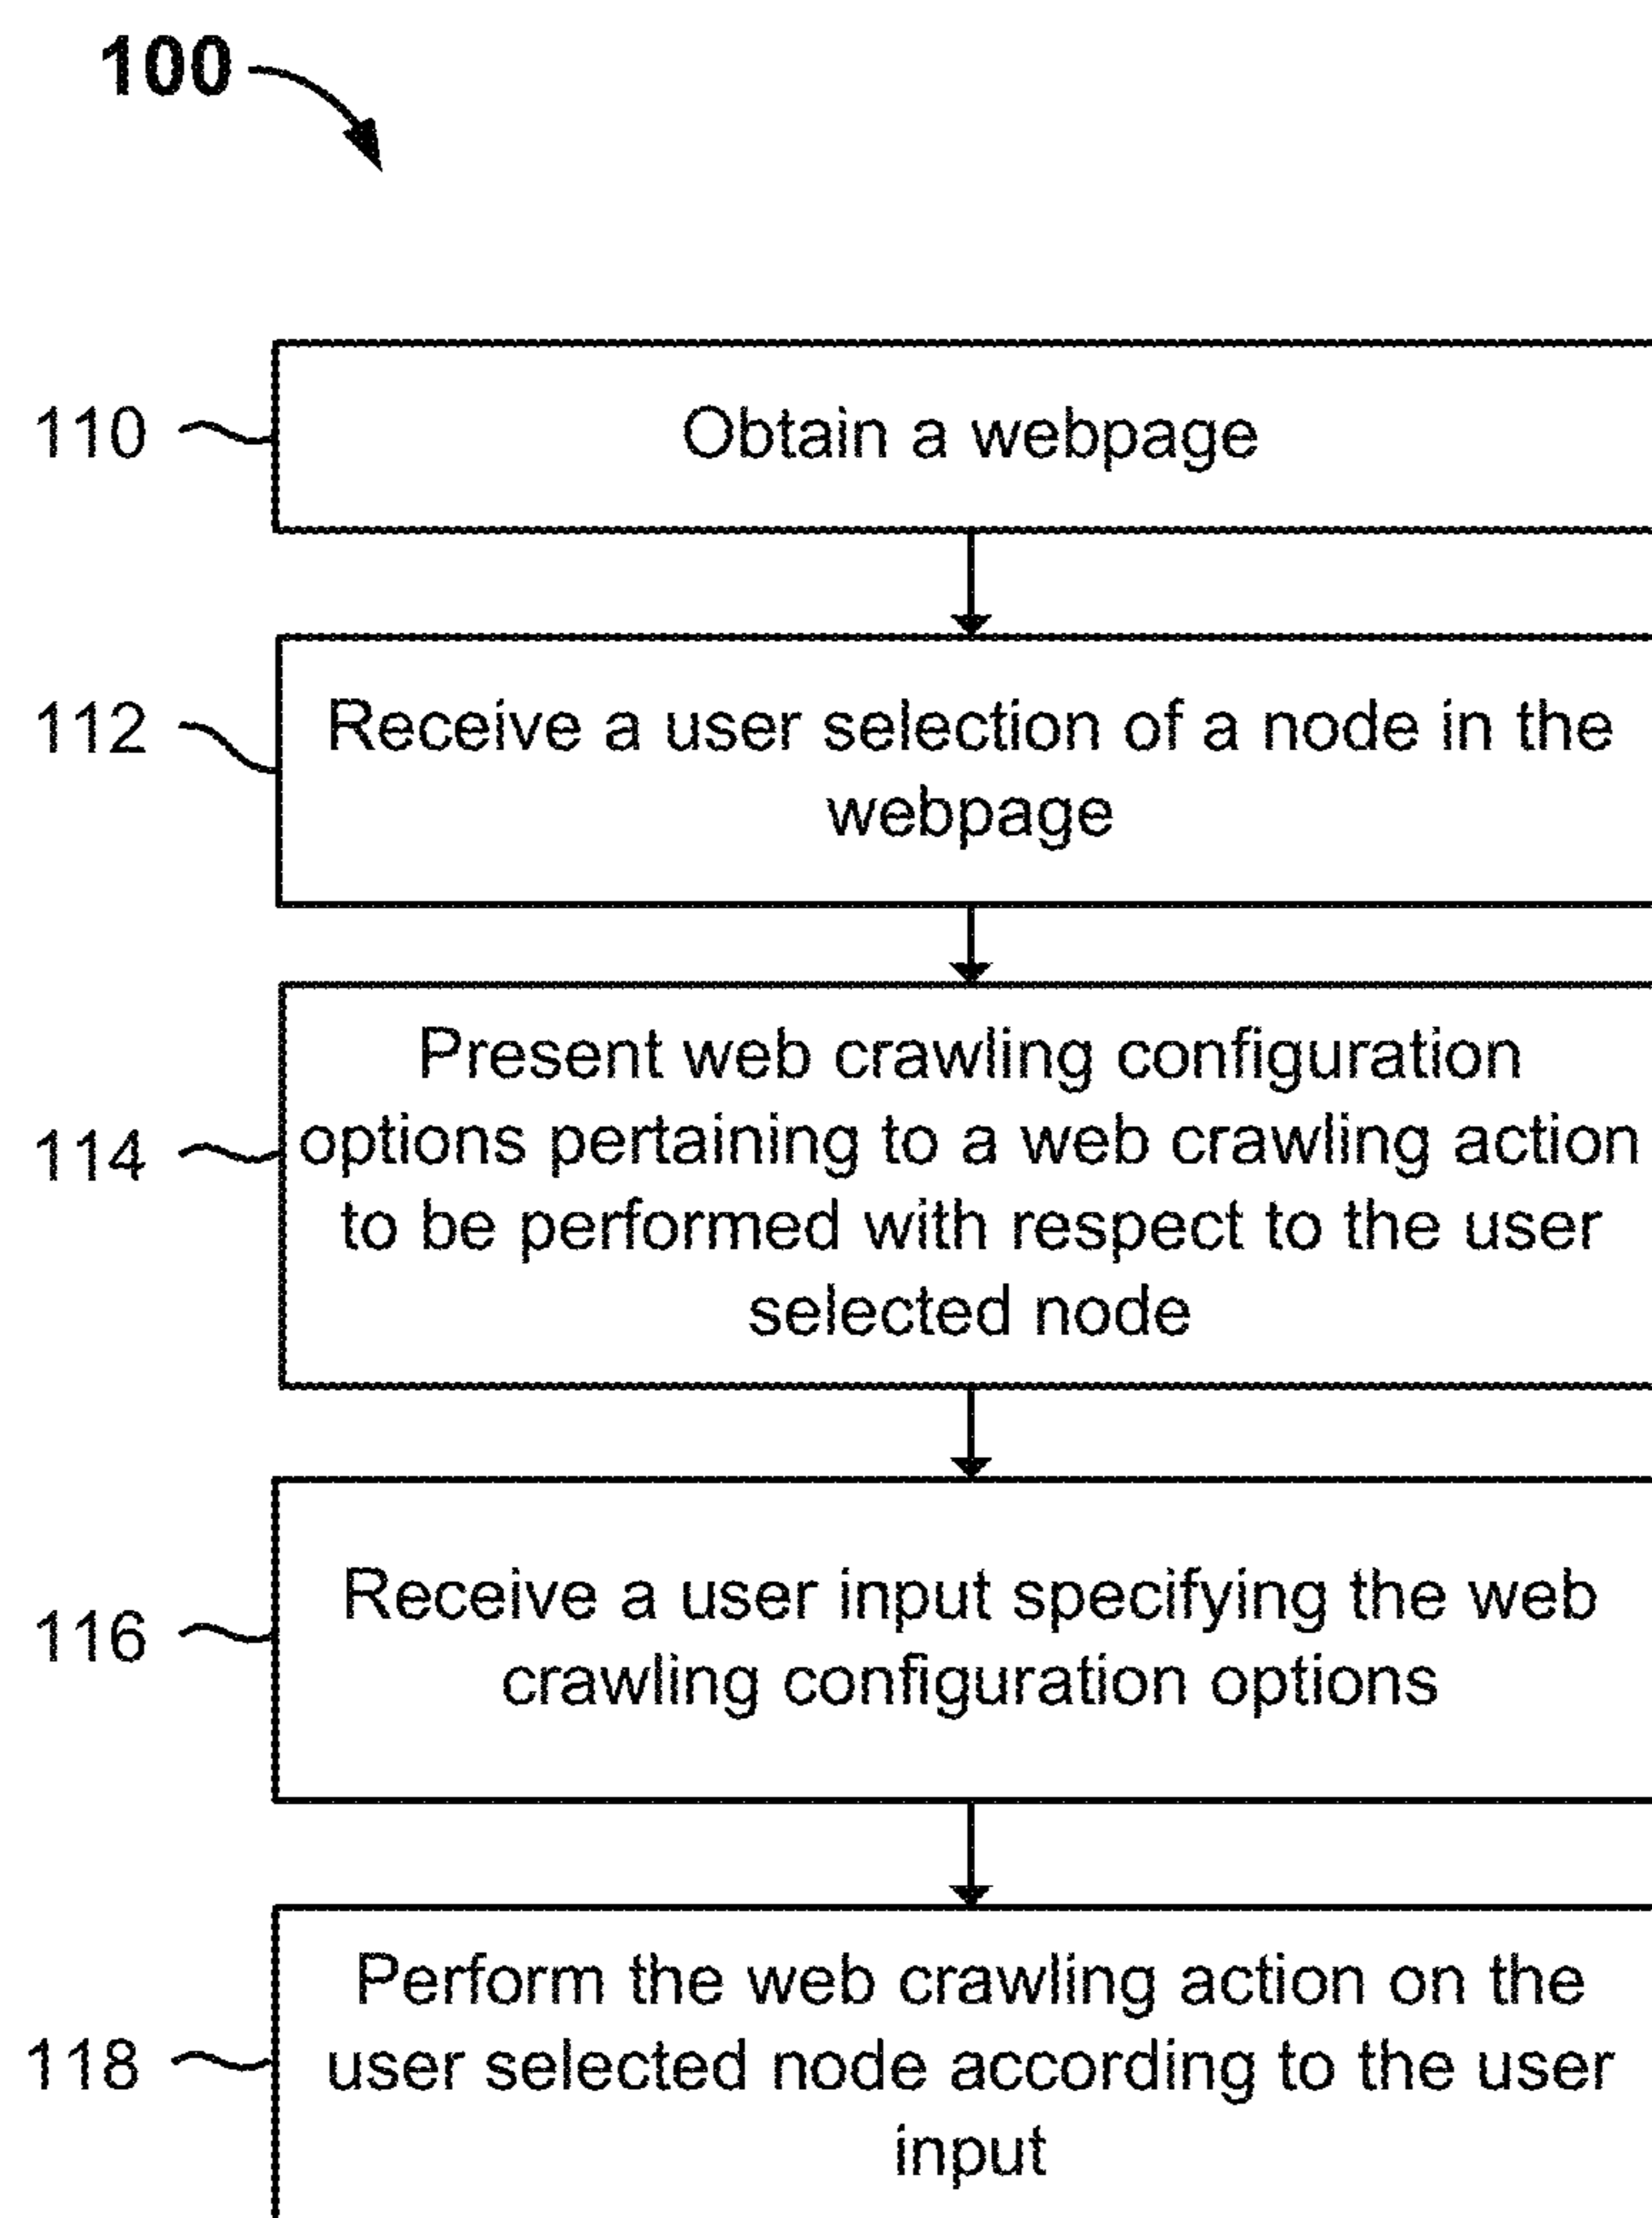 100
110
Obtain a webpage
112
Receive a user selection of a node in the
webpage
114
Present web crawling configuration
options pertaining to a web crawling action
to be performed with respect to the user
selected node
116
Receive a user input specifying the web
crawling configuration options
118
Perform the web crawling action on the
user selected node according to the user
input